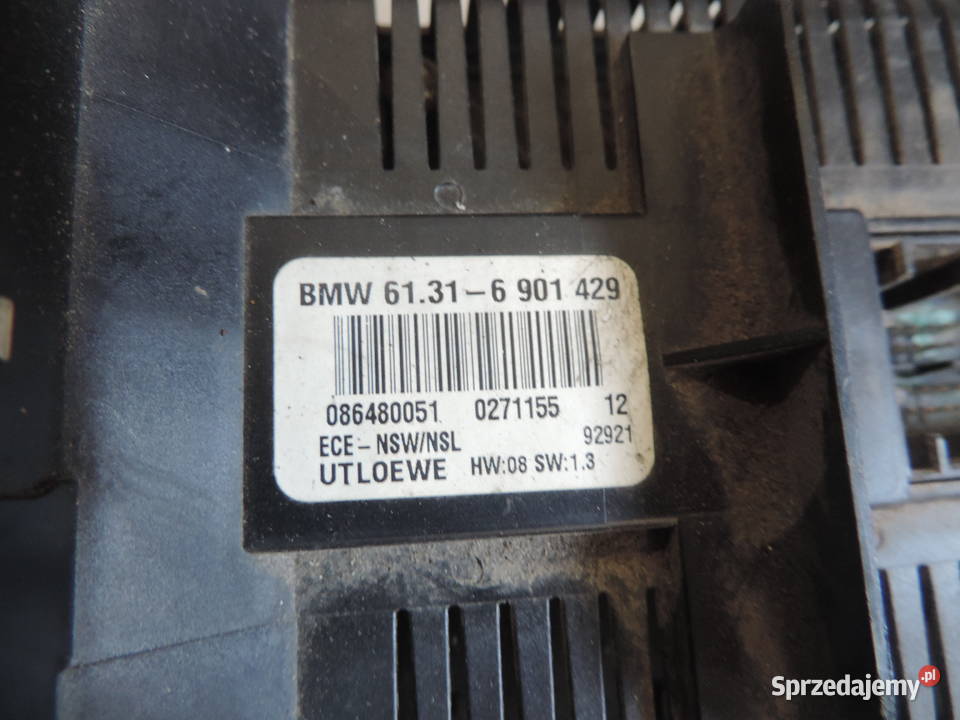 BMW 61.31-6 901 429
086480051 0271155 12
ECE-NSW/NSL 92921
UTLOEWE HW:08 SW:1.3
Sprzedajemy.pl